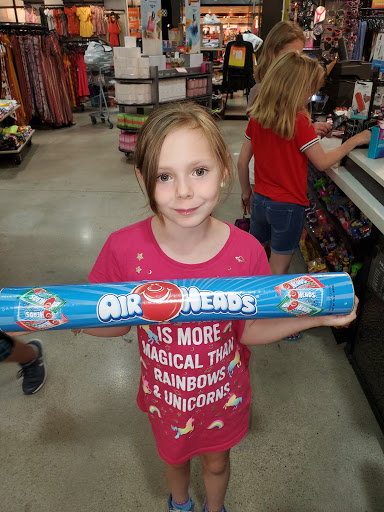 AIRHEADS
IS MORE
MAGICAL THAN
RAINBOWS
& UNICORNS